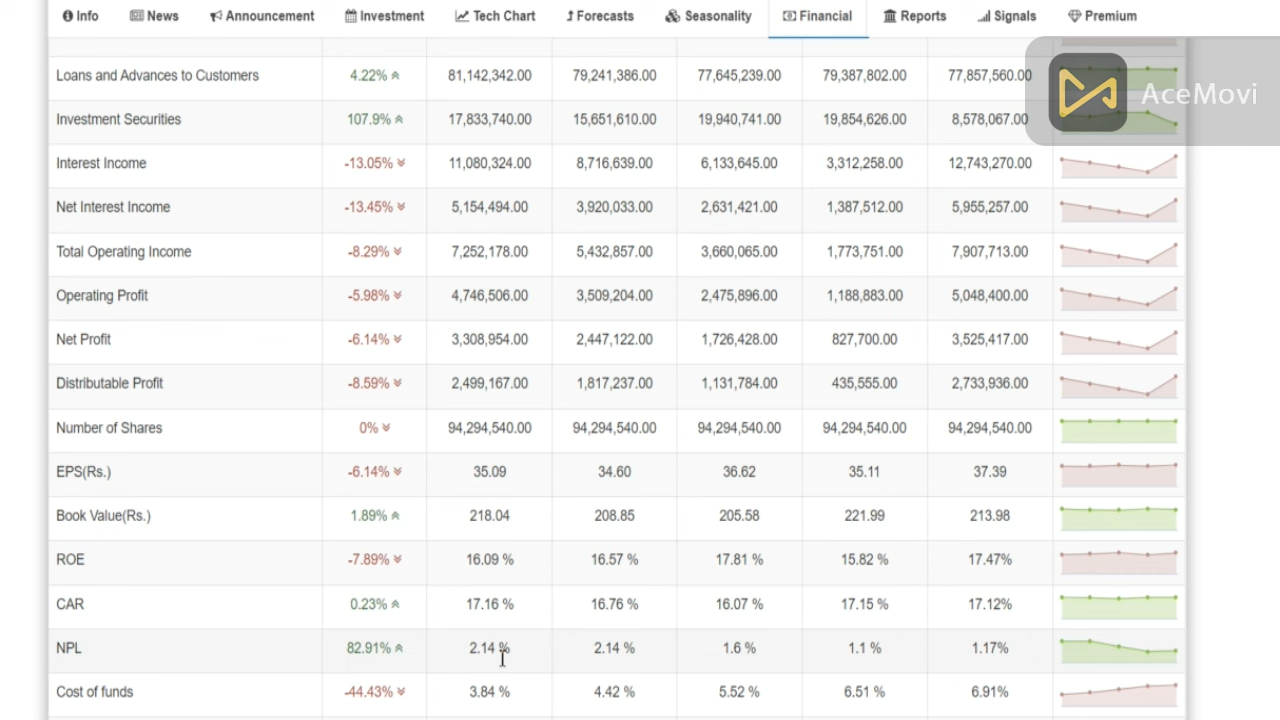 Info News Announcement Investment Tech Chart Forecasts Seasonality Financial Reports Signals Premium
AceMovi
Loans and Advances to Customers 4.22% 81,142,342.00 79,241,386.00 77,645,239.00 79,387,802.00 77,857,560.00
Investment Securities 107.9% 17,833,740.00 15,651,610.00 19,940,741.00 19,854,626.00 8,578,067.00
Interest Income -13.05% 11,080,324.00 8,716,639.00 6,133,645.00 3,312,258.00 12,743,270.00
Net Interest Income -13.45% 5,154,494.00 3,920,033.00 2,631,421.00 1,387,512.00 5,955,257.00
Total Operating Income -8.29% 7,252,178.00 5,432,857.00 3,660,065.00 1,773,751.00 7,907,713.00
Operating Profit -5.98% 4,746,506.00 3,509,204.00 2,475,896.00 1,188,883.00 5,048,400.00
Net Profit -6.14% 3,308,954.00 2,447,122.00 1,726,428.00 827,700.00 3,525,417.00
Distributable Profit -8.59% 2,499,167.00 1,817,237.00 1,131,784.00 435,555.00 2,733,936.00
Number of Shares 0% 94,294,540.00 94,294,540.00 94,294,540.00 94,294,540.00 94,294,540.00
EPS(Rs.) -6.14% 35.09 34.60 36.62 35.11 37.39
Book Value(Rs.) 1.89% 218.04 208.85 205.58 221.99 213.98
ROE -7.89% 16.09 % 16.57 % 17.81 % 15.82 % 17.47%
CAR 0.23% 17.16 % 16.76 % 16.07 % 17.15 % 17.12%
NPL 82.91% 2.14 % 2.14 % 1.6 % 1.1 % 1.17%
Cost of funds -44.43% 3.84 % 4.42 % 5.52 % 6.51 % 6.91%